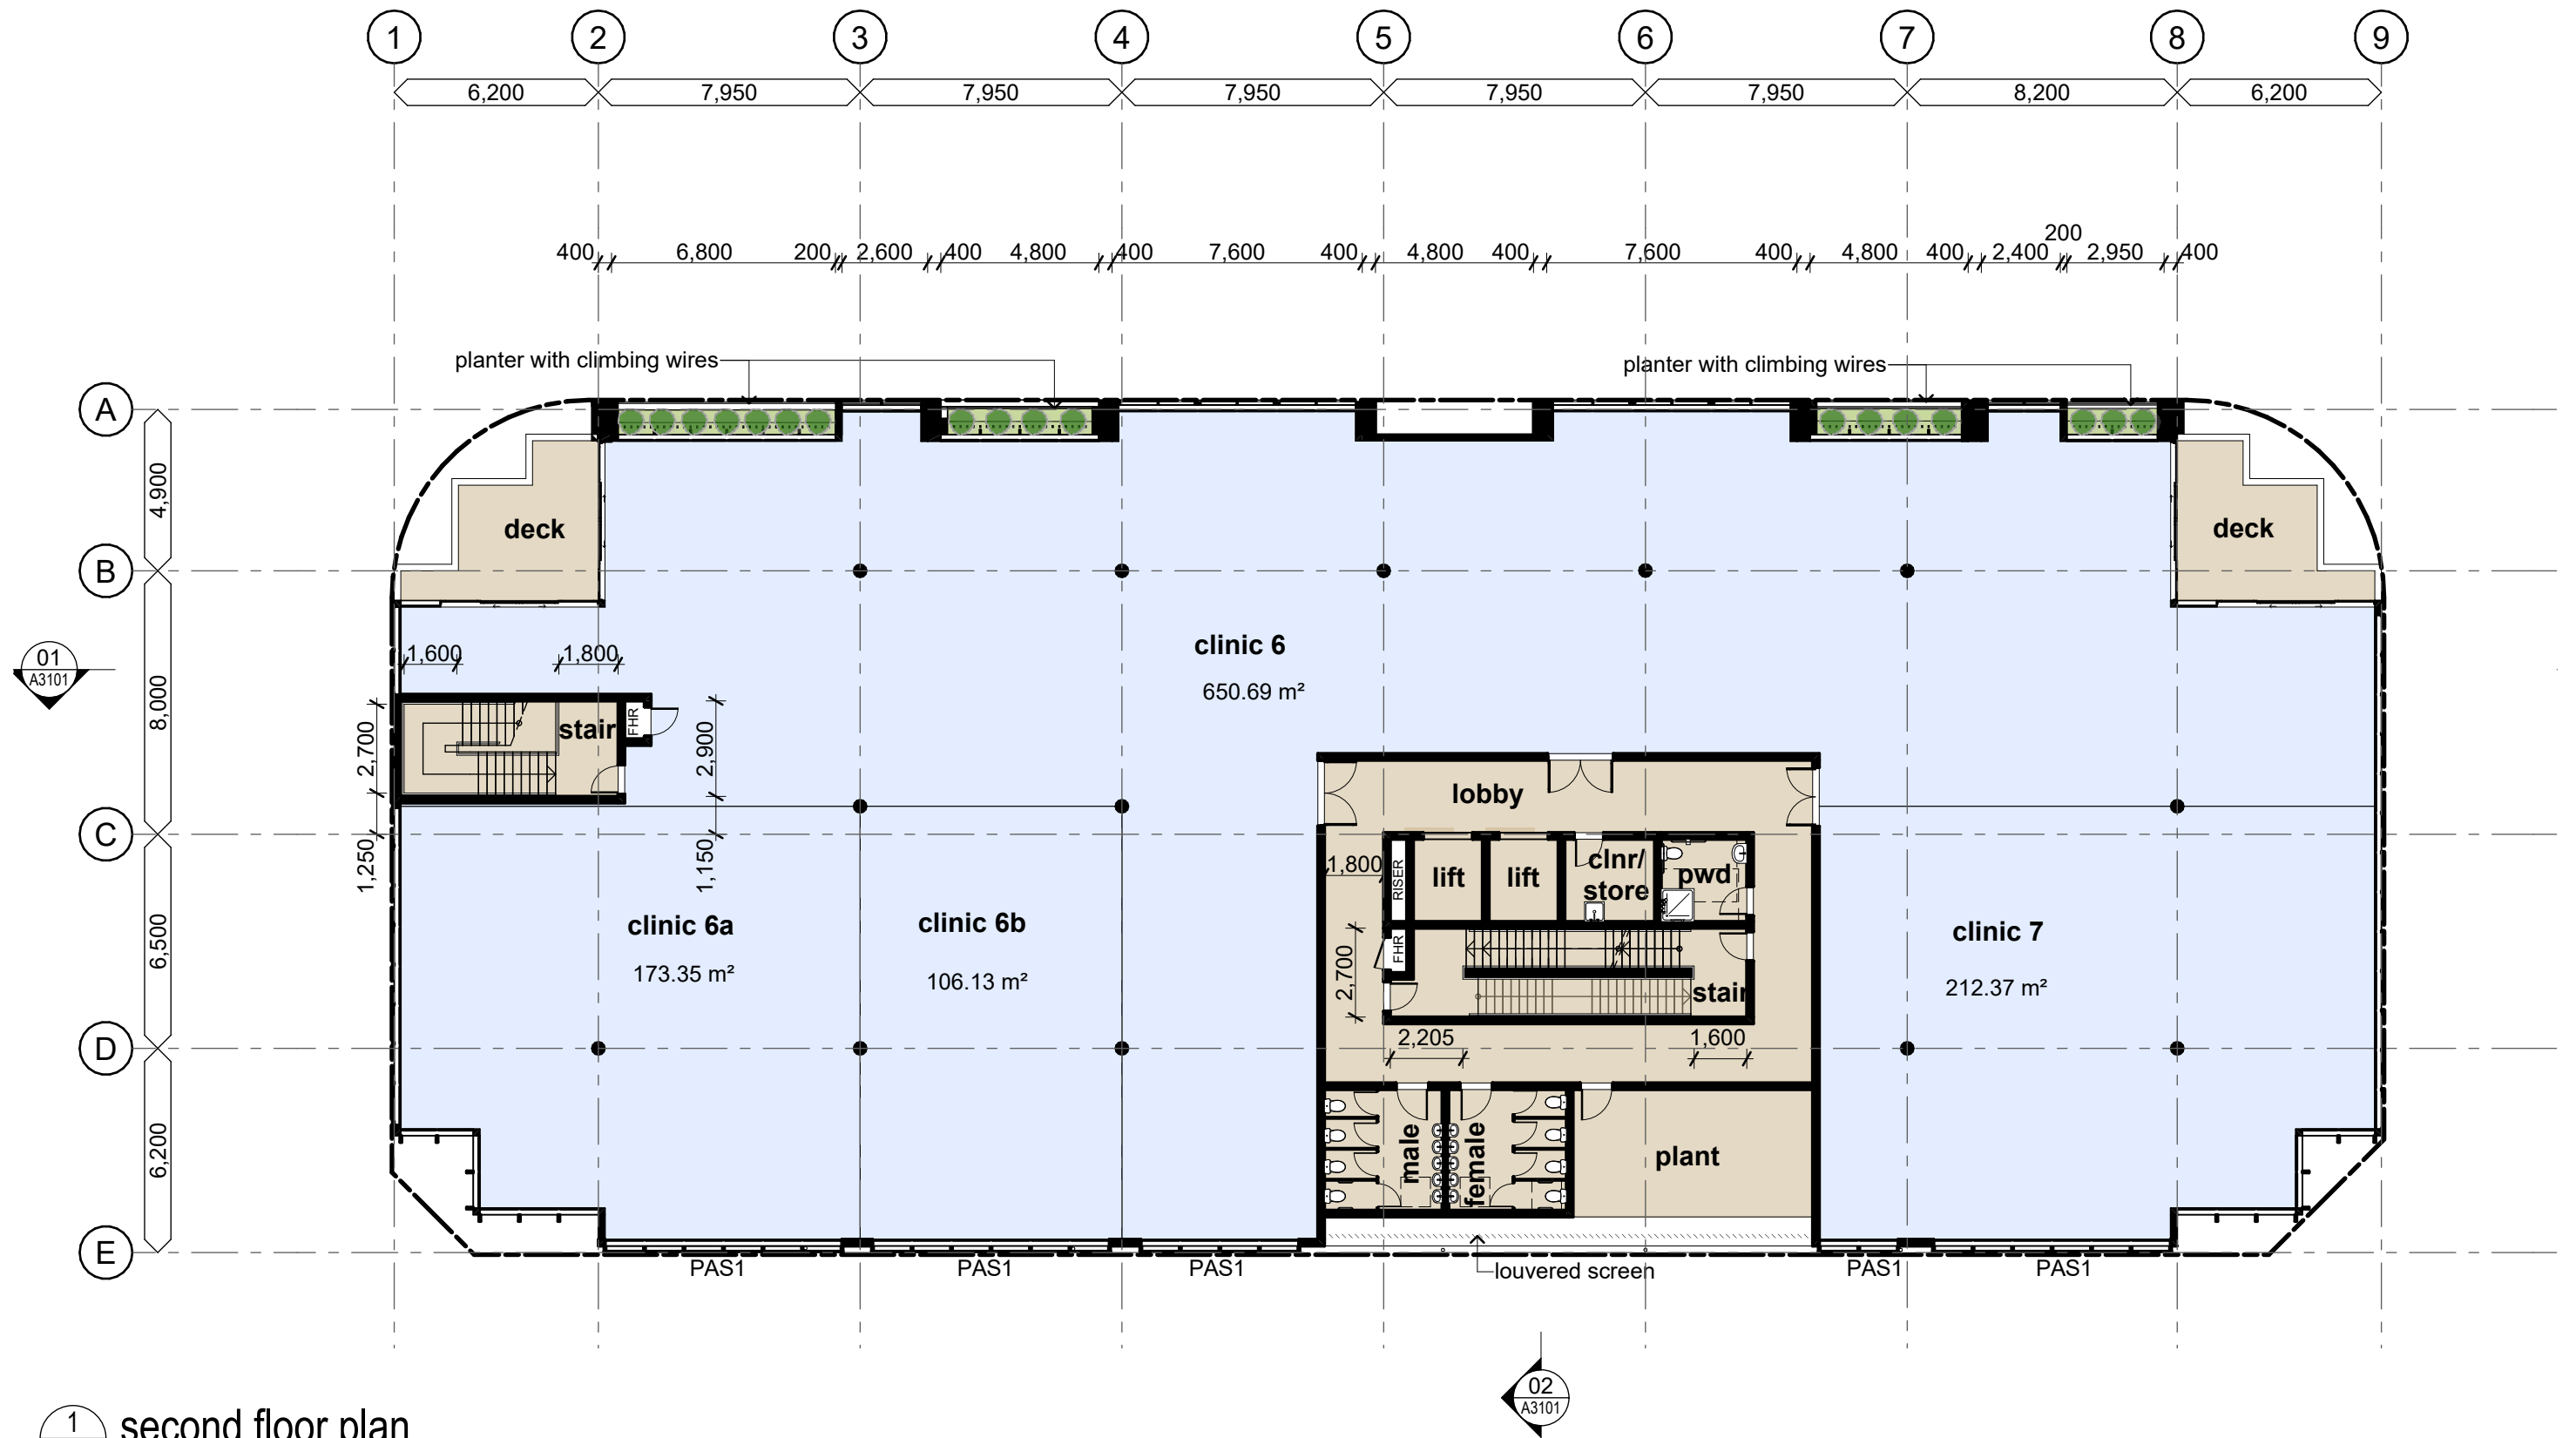 1 2 3 4 5 6 7 8 9
6,200 7,950 7,950 7,950 7,950 7,950 8,200 6,200
200
400 6,800 200 2,600 400 4,800 400 7,600 400 4,800 400 7,600 400 4,800 400 2,400 2,950 400
planter with climbing wires
planter with climbing wires
A
4,900
deck
deck
B
clinic 6
650.69 m²
01
A3101
1,600 1,800
8,000
2,700
stair
FHR
2,900
lobby
C
1,250
1,150
1,800
RISER
lift
lift
clnr/
store
pwd
clinic 6a
173.35 m²
clinic 6b
106.13 m²
clinic 7
212.37 m²
6,500
2,700
FHR
stair
D
2,205
1,600
6,200
male
female
plant
E
PAS1
PAS1
PAS1
louvered screen
PAS1
PAS1
02
A3101
1
second floor plan